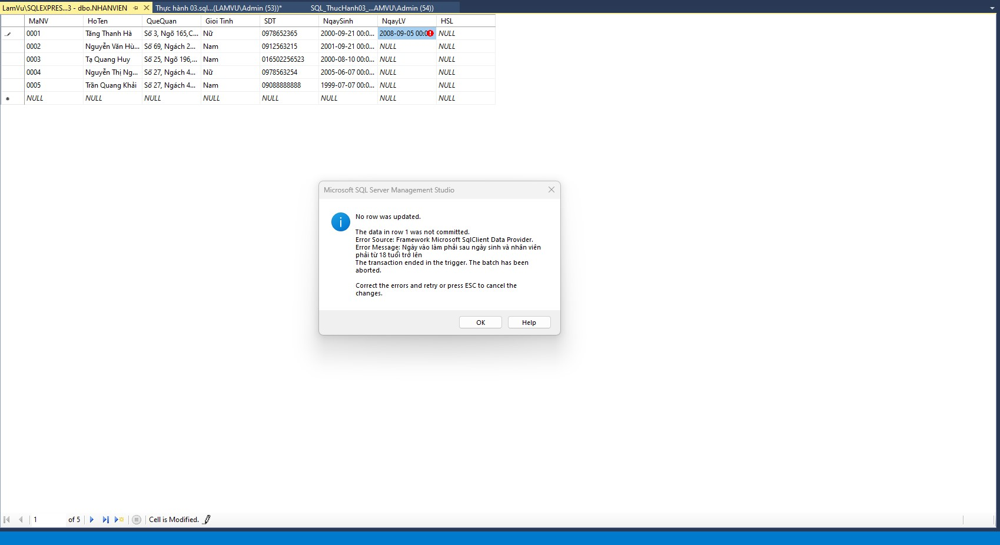 LamVu\SQLEXPRES...3 - dbo.NHANVIEN Thực hành 03.sql...(LAMVU\Admin (53))* SQL_ThucHanh03_...AMVU\Admin (54))
MaNV HoTen QueQuan Gioi Tinh SDT NgaySinh NgayLV HSL
0001 Tăng Thanh Hà Số 3, Ngõ 165,C... Nữ 0978652365 2000-09-21 00:0... 2008-09-05 00:0 NULL
0002 Nguyễn Văn Hù... Số 69, Ngách 2... Nam 0912563215 2001-09-21 00:0... NULL NULL
0003 Tạ Quang Huy Số 25, Ngõ 196,... Nam 016502256523 2000-08-10 00:0... NULL NULL
0004 Nguyễn Thị Ng... Số 27, Ngách 4... Nữ 0978563254 2005-06-07 00:0... NULL NULL
0005 Trần Quang Khải Số 27, Ngách 4... Nam 09088888888 1999-07-07 00:0... NULL NULL
NULL NULL NULL NULL NULL NULL NULL NULL
Microsoft SQL Server Management Studio
No row was updated.
The data in row 1 was not committed.
Error Source: Framework Microsoft SqlClient Data Provider.
Error Message: Ngày vào làm phải sau ngày sinh và nhân viên
phải từ 18 tuổi trở lên
The transaction ended in the trigger. The batch has been
aborted.
Correct the errors and retry or press ESC to cancel the
changes.
OK Help
1 of 5 Cell is Modified.